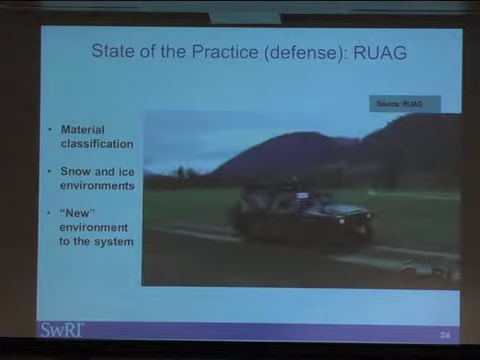 State of the Practice (defense): RUAG
Source: RUAG
• Material
classification
• Snow and ice
environments
• “New”
environment
to the system
SwRI
24